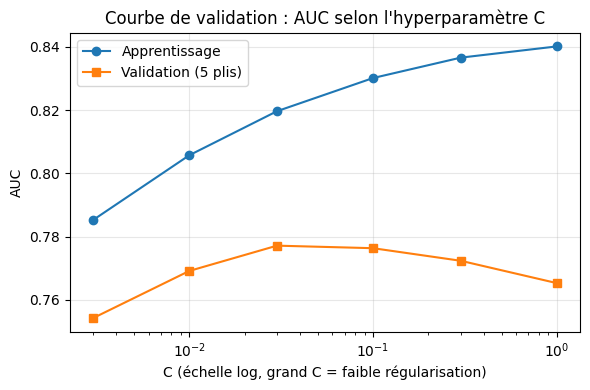 Courbe de validation : AUC selon l'hyperparamètre C
Apprentissage
Validation (5 plis)
AUC
0.84
0.82
0.80
0.78
0.76
10⁻² 10⁻¹ 10⁰
C (échelle log, grand C = faible régularisation)